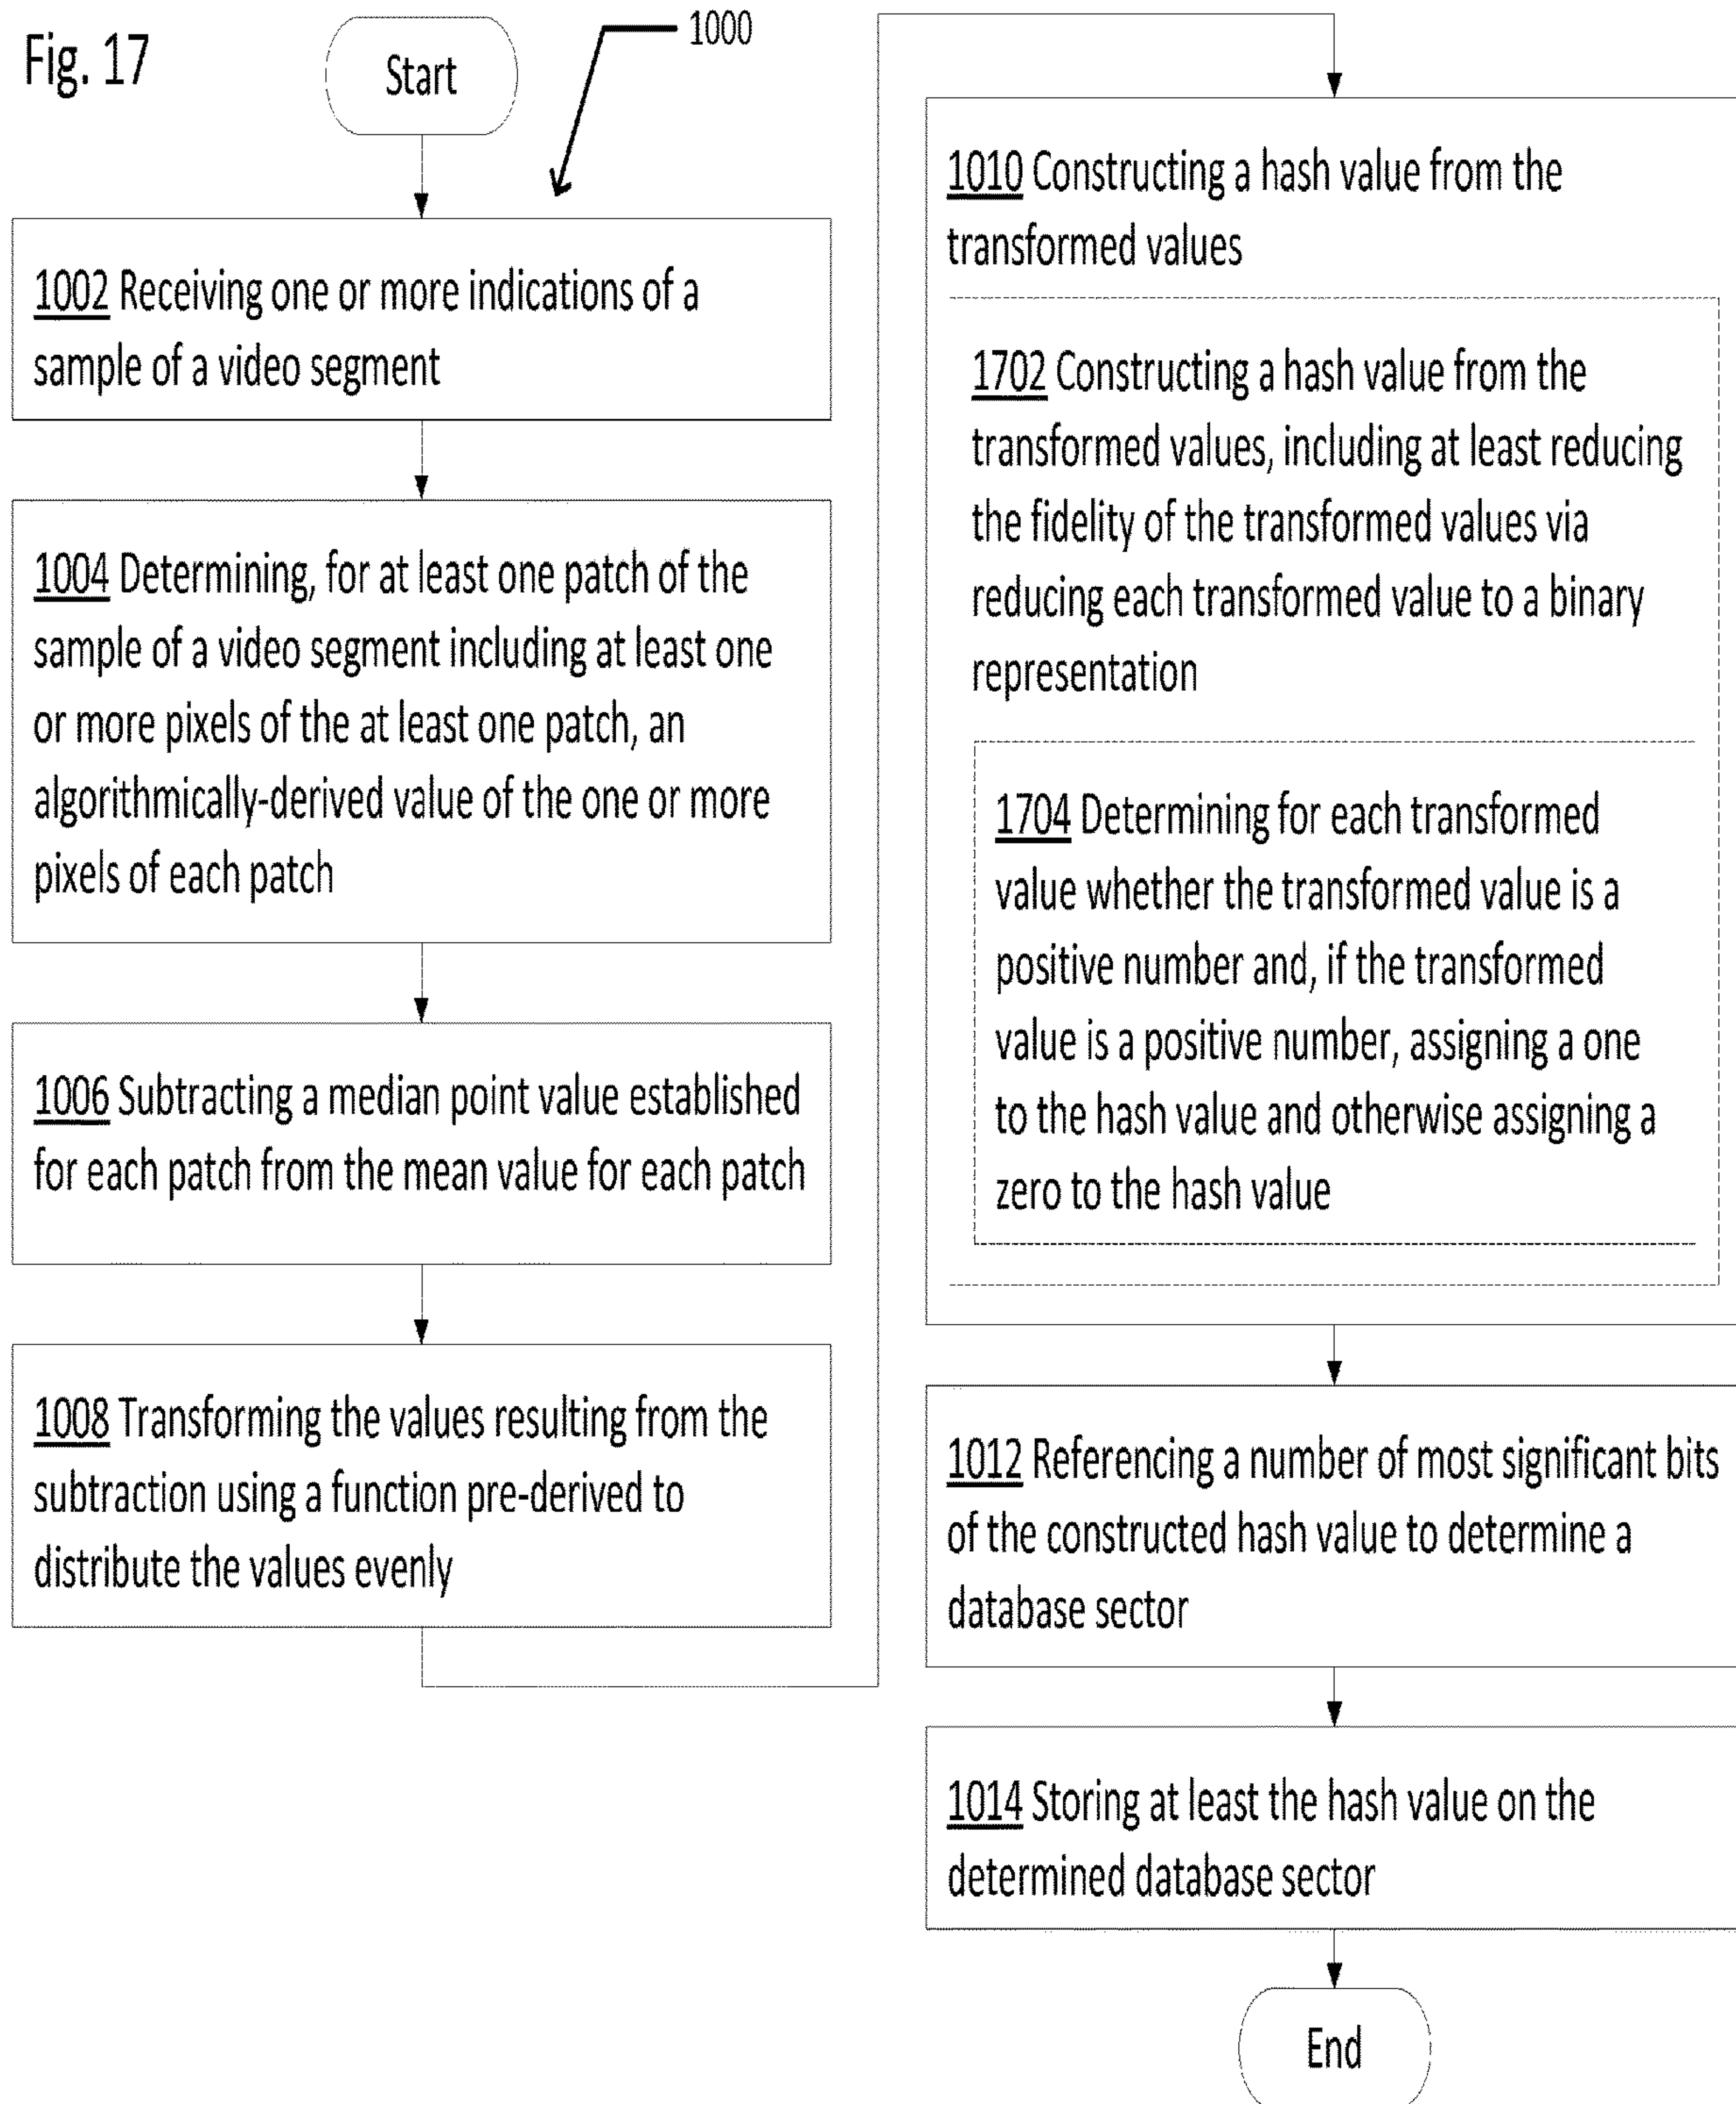 Fig. 17
Start
1000
1002 Receiving one or more indications of a
sample of a video segment
1004 Determining, for at least one patch of the
sample of a video segment including at least one
or more pixels of the at least one patch, an
algorithmically-derived value of the one or more
pixels of each patch
1006 Subtracting a median point value established
for each patch from the mean value for each patch
1008 Transforming the values resulting from the
subtraction using a function pre-derived to
distribute the values evenly
1010 Constructing a hash value from the
transformed values
1702 Constructing a hash value from the
transformed values, including at least reducing
the fidelity of the transformed values via
reducing each transformed value to a binary
representation
1704 Determining for each transformed
value whether the transformed value is a
positive number and, if the transformed
value is a positive number, assigning a one
to the hash value and otherwise assigning a
zero to the hash value
1012 Referencing a number of most significant bits
of the constructed hash value to determine a
database sector
1014 Storing at least the hash value on the
determined database sector
End